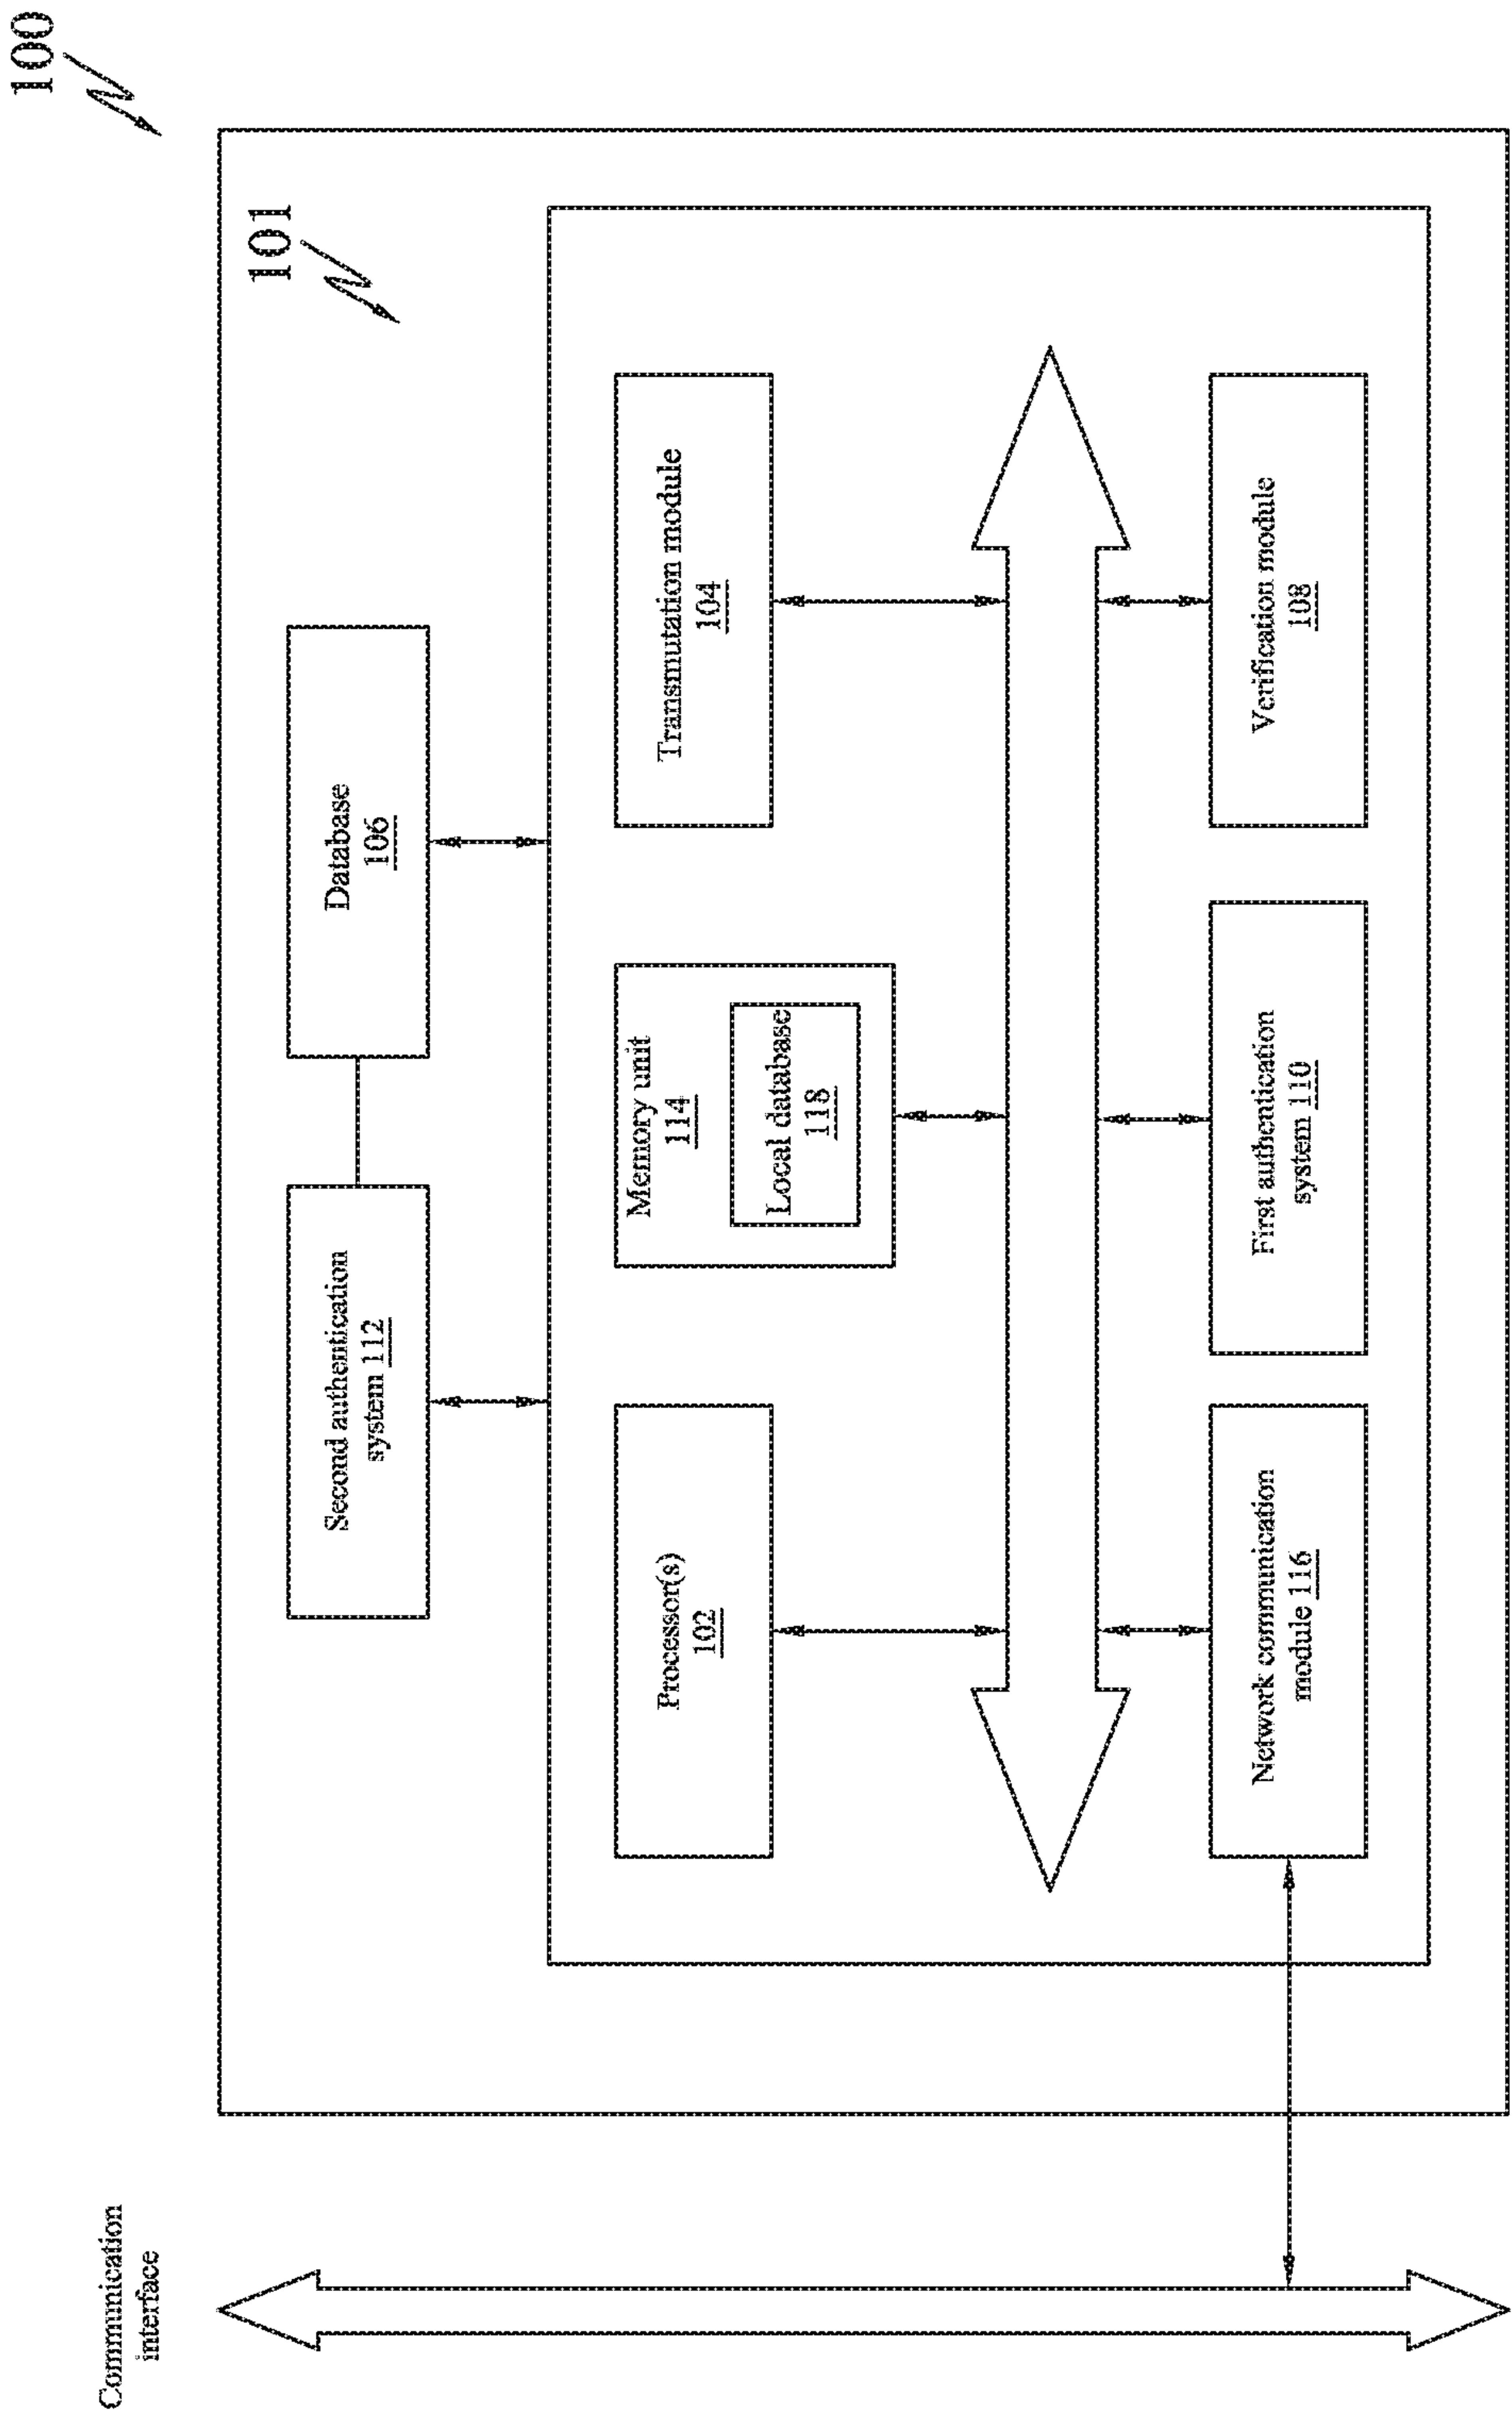 100
101
Second authentication
system 112
Database
106
Processor(s)
102
Memory unit
114
Local database
118
Transmutation module
104
Network communication
module 116
First authentication
system 110
Verification module
108
Communication
interface